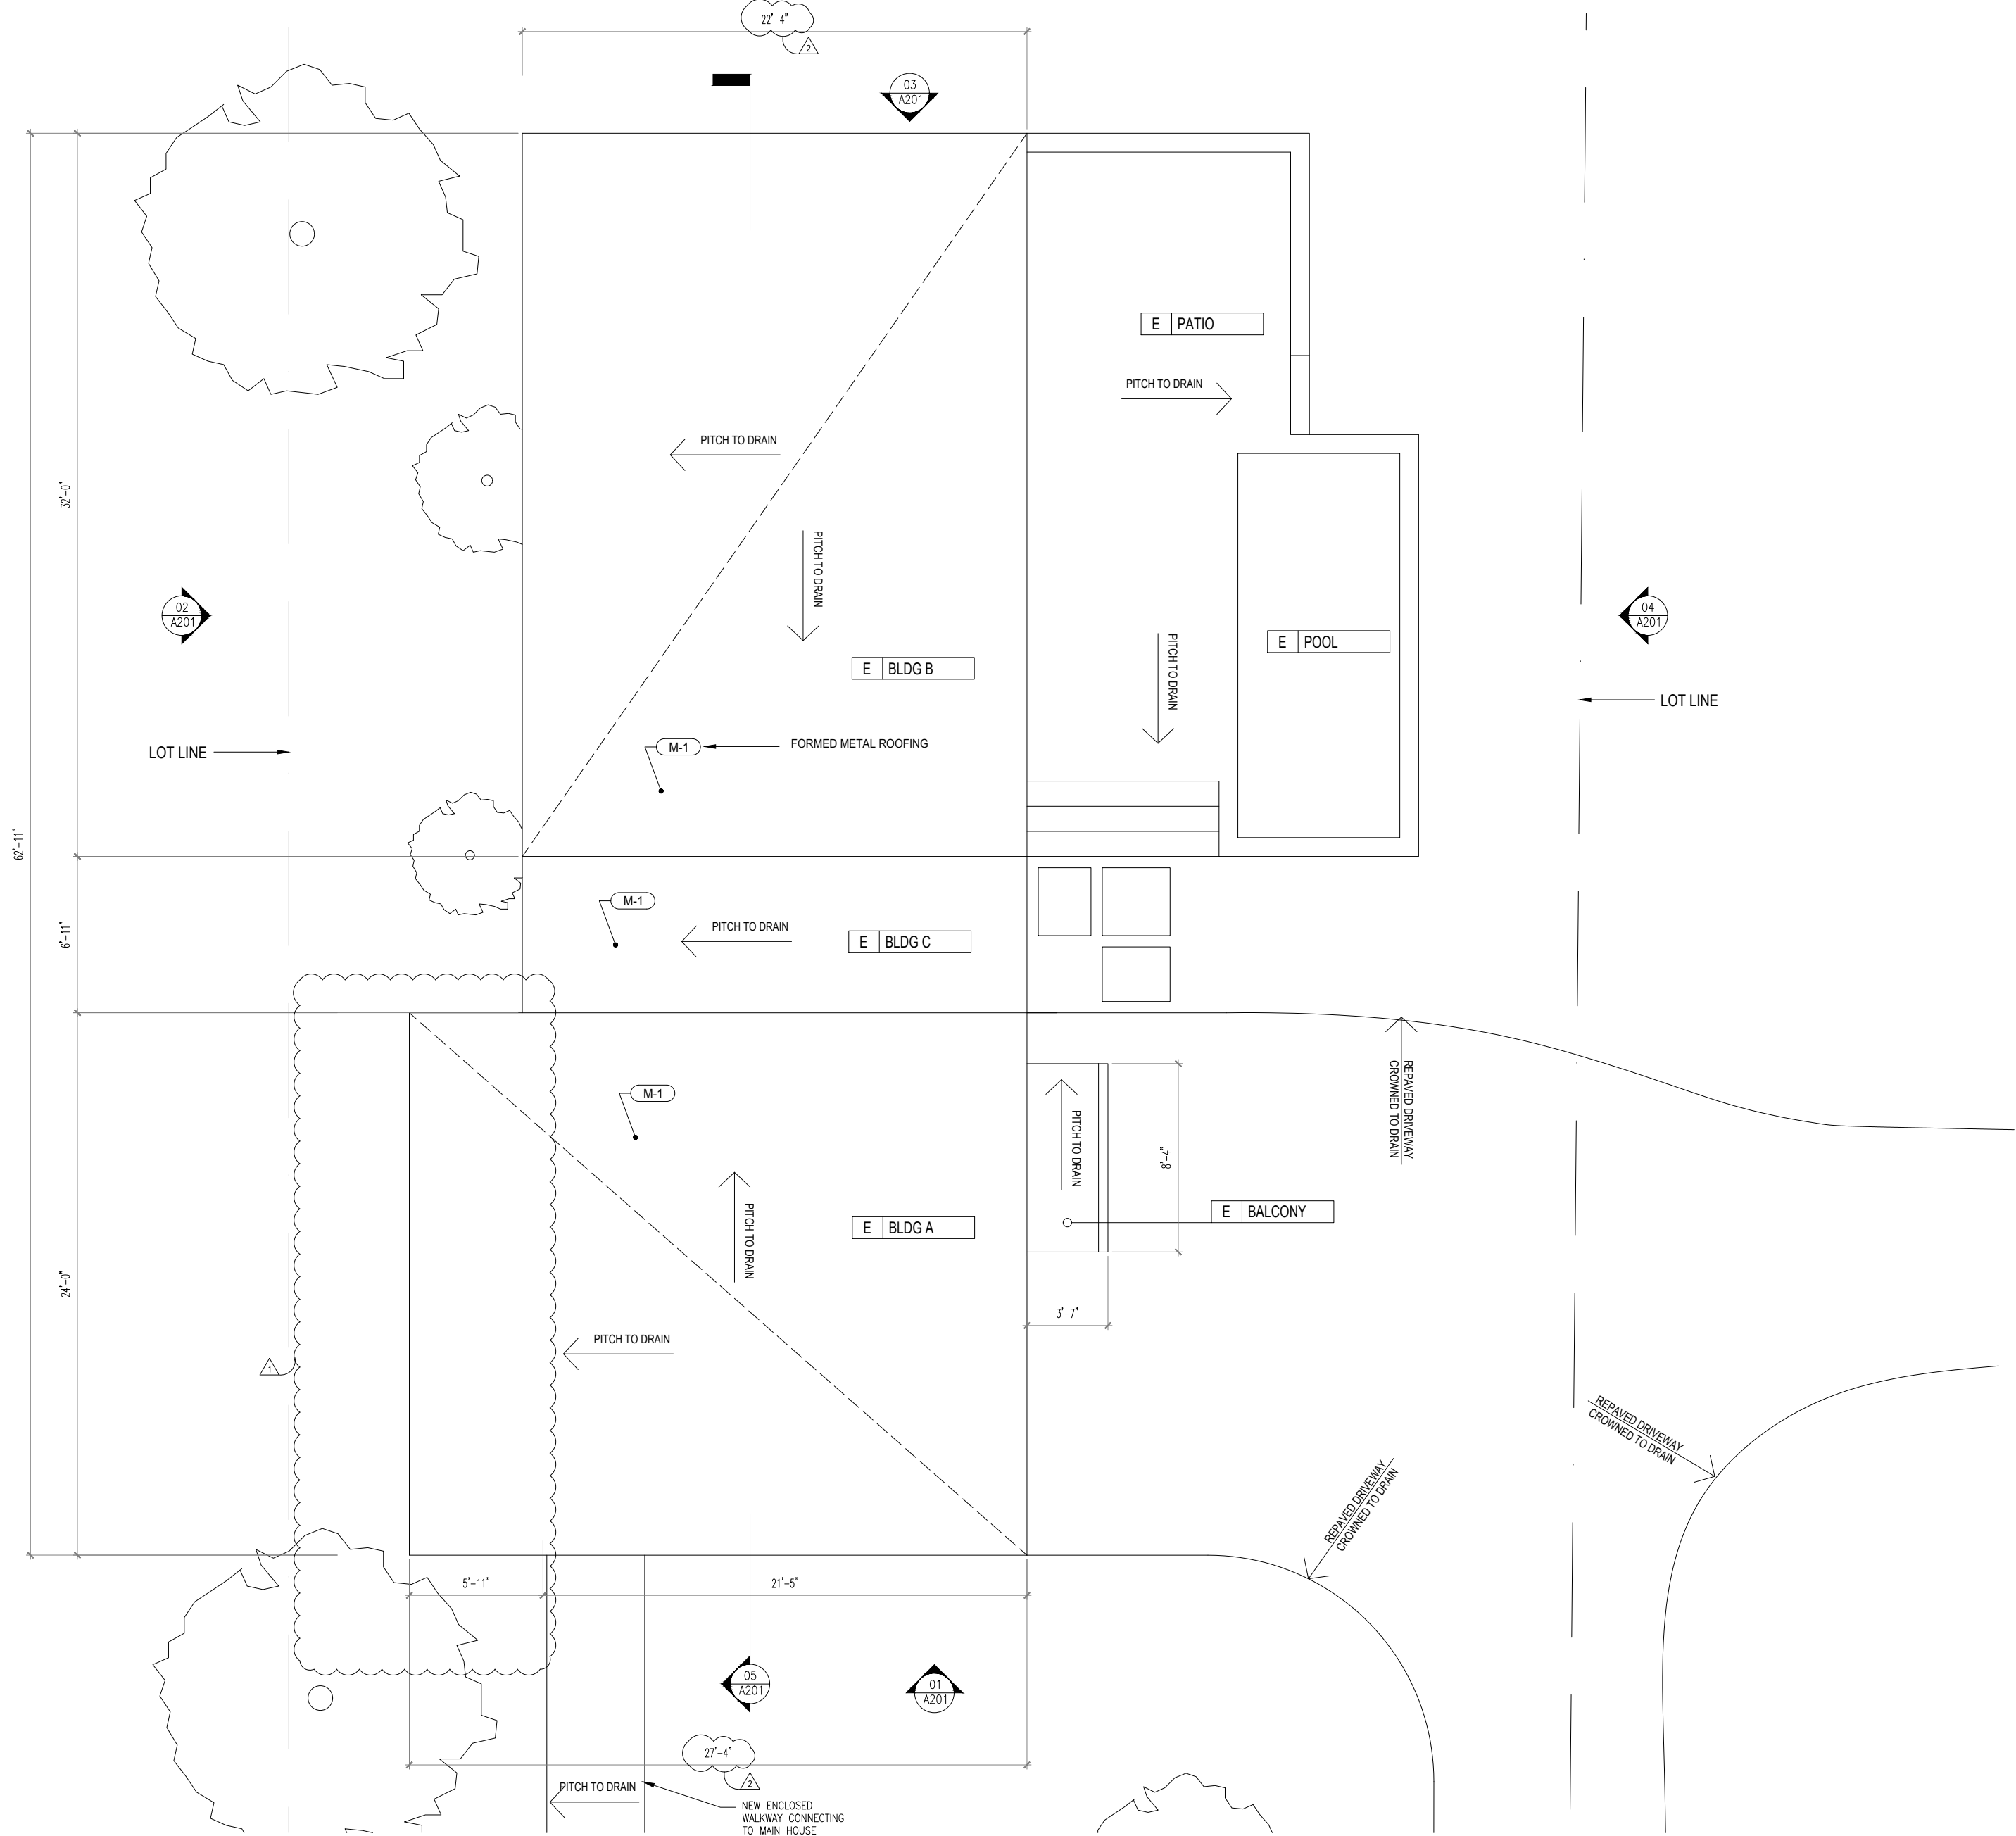 22'-4"
2
03
A201
E PATIO
PITCH TO DRAIN
PITCH TO DRAIN
32'-0"
PITCH TO DRAIN
02
A201
04
A201
E BLDG B
E POOL
PITCH TO DRAIN
LOT LINE
LOT LINE
M-1
FORMED METAL ROOFING
62'-11"
M-1
PITCH TO DRAIN
E BLDG C
6'-11"
M-1
REPAVED DRIVEWAY
CROWNED TO DRAIN
PITCH TO DRAIN
8'-4"
E BALCONY
E BLDG A
PITCH TO DRAIN
24'-0"
3'-7"
PITCH TO DRAIN
1
REPAVED DRIVEWAY
CROWNED TO DRAIN
REPAVED DRIVEWAY
CROWNED TO DRAIN
5'-11"
21'-5"
05
A201
01
A201
27'-4"
2
PITCH TO DRAIN
NEW ENCLOSED
WALKWAY CONNECTING
TO MAIN HOUSE